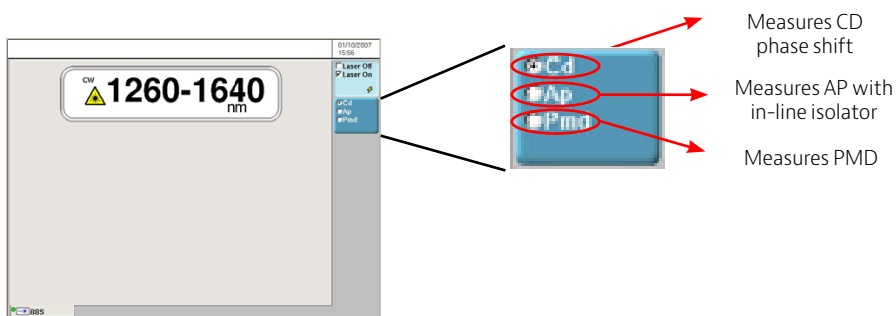 01/10/2007
15:56
Laser Off
Laser On
CW
1260-1640
nm
Cd
Ap
Pmd
BBS
Cd
Ap
Pmd
Measures CD
phase shift
Measures AP with
in-line isolator
Measures PMD